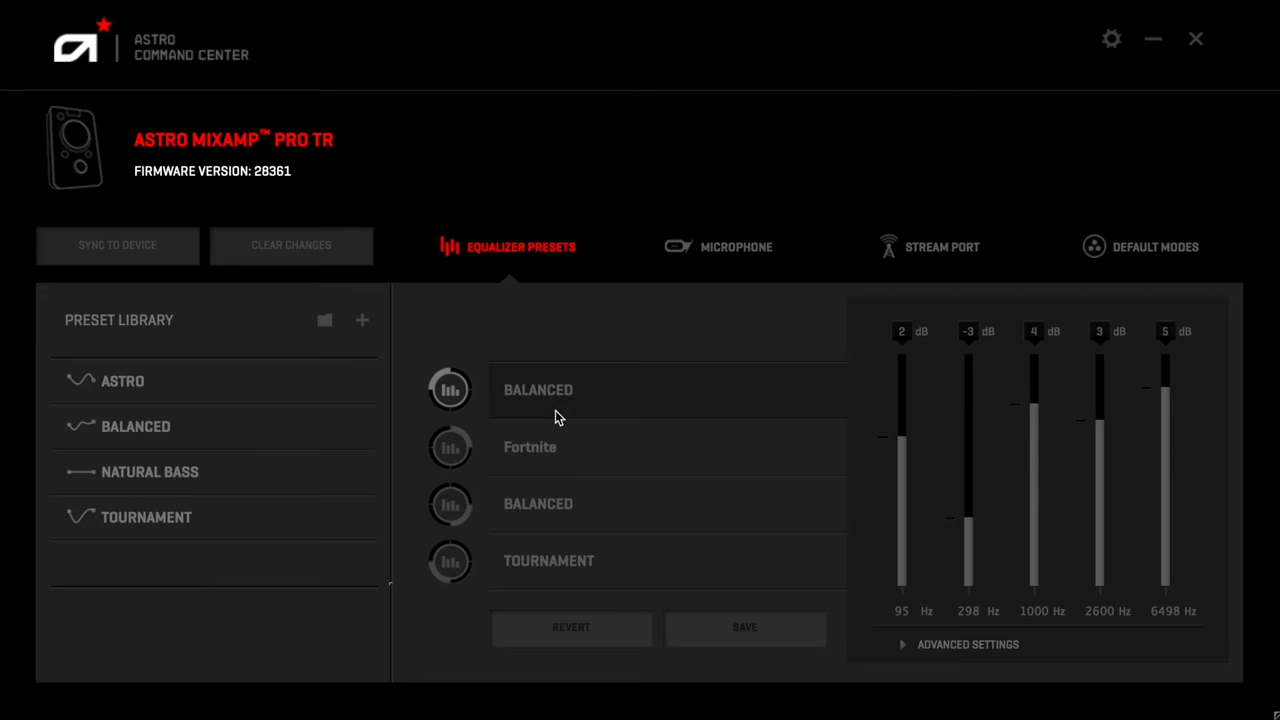 ASTRO
COMMAND CENTER
ASTRO MIXAMP™ PRO TR
FIRMWARE VERSION: 28361
SYNC TO DEVICE
CLEAR CHANGES
EQUALIZER PRESETS
MICROPHONE
STREAM PORT
DEFAULT MODES
PRESET LIBRARY
ASTRO
BALANCED
NATURAL BASS
TOURNAMENT
BALANCED
Fortnite
BALANCED
TOURNAMENT
REVERT
SAVE
2 dB -3 dB 4 dB 3 dB 5 dB
95 Hz 298 Hz 1000 Hz 2600 Hz 6498 Hz
ADVANCED SETTINGS